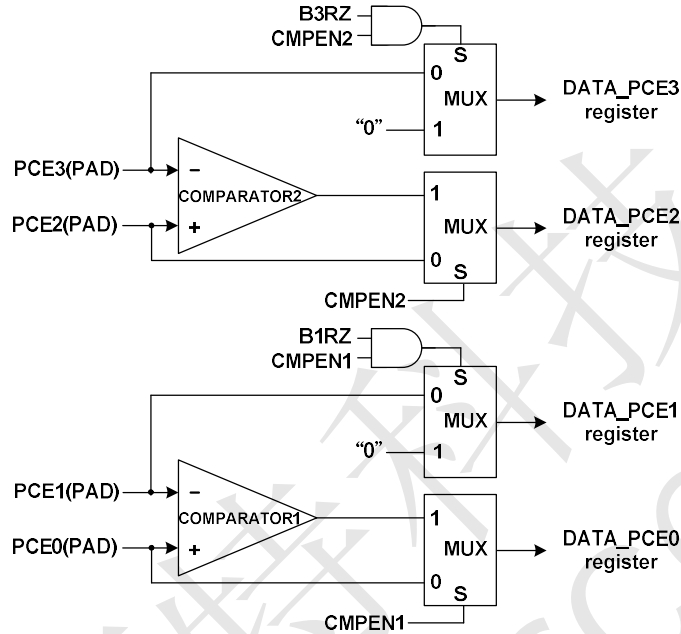 B3RZ
CMPEN2
S
0
MUX
DATA_PCE3
register
"0"
1
PCE3(PAD)
−
COMPARATOR2
PCE2(PAD)
+
1
MUX
DATA_PCE2
register
0
S
CMPEN2
B1RZ
CMPEN1
S
0
MUX
DATA_PCE1
register
"0"
1
PCE1(PAD)
−
COMPARATOR1
PCE0(PAD)
+
1
MUX
DATA_PCE0
register
0
S
CMPEN1
科技